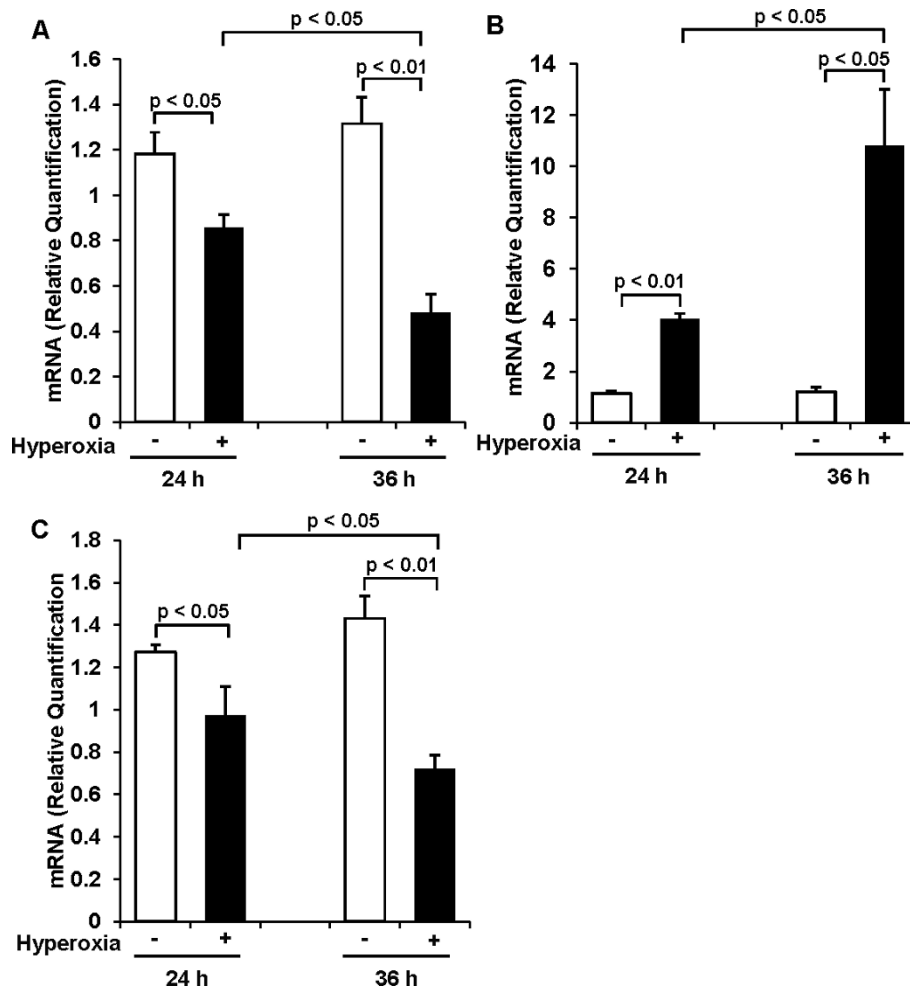 A
p < 0.05
p < 0.01
p < 0.05
mRNA (Relative Quantification)
1.6
1.4
1.2
1
0.8
0.6
0.4
0.2
0
Hyperoxia - + - +
24 h 36 h
B
p < 0.05
p < 0.05
p < 0.01
mRNA (Relatve Quantification)
14
12
10
8
6
4
2
0
Hyperoxia - + - +
24 h 36 h
C
p < 0.05
p < 0.01
p < 0.05
mRNA (Relative Quantification
1.8
1.6
1.4
1.2
1
0.8
0.6
0.4
0.2
0
Hyperoxia - + - +
24 h 36 h